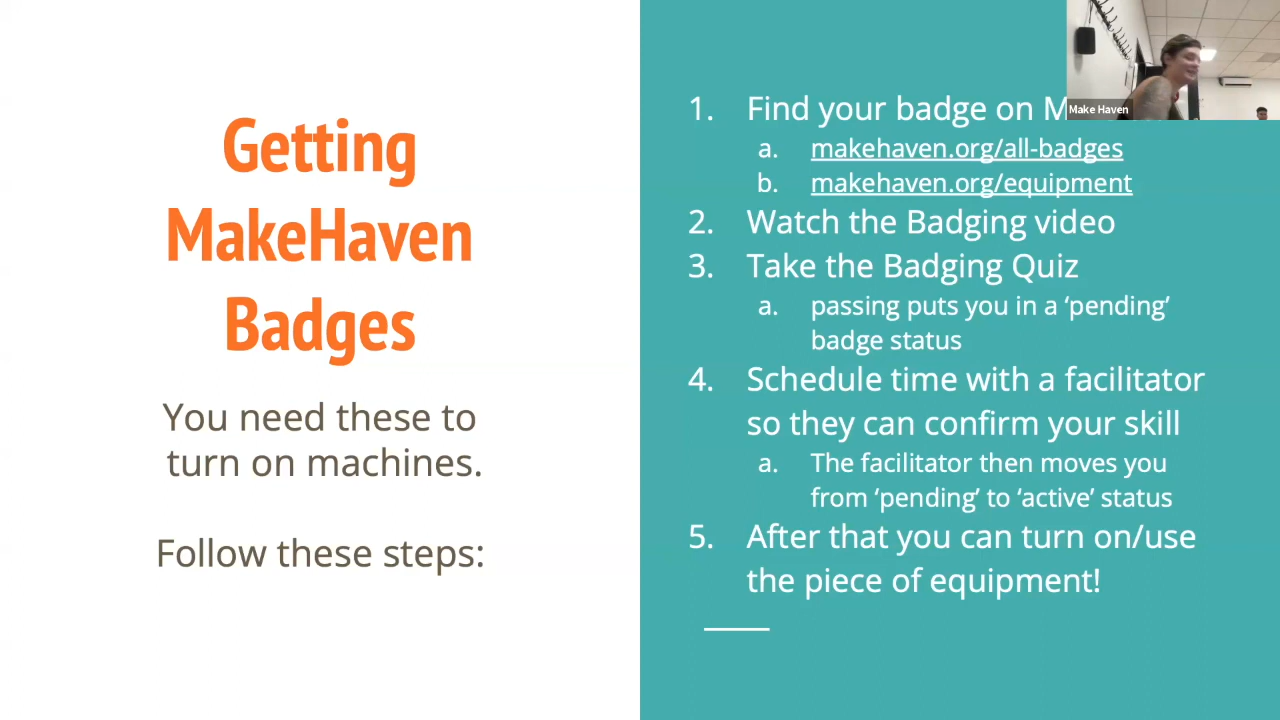 Getting
MakeHaven
Badges
You need these to
turn on machines.
Follow these steps:
1. Find your badge on M
a. makehaven.org/all-badges
b. makehaven.org/equipment
2. Watch the Badging video
3. Take the Badging Quiz
a. passing puts you in a ‘pending’
badge status
4. Schedule time with a facilitator
so they can confirm your skill
a. The facilitator then moves you
from ‘pending’ to ‘active’ status
5. After that you can turn on/use
the piece of equipment!
Make Haven